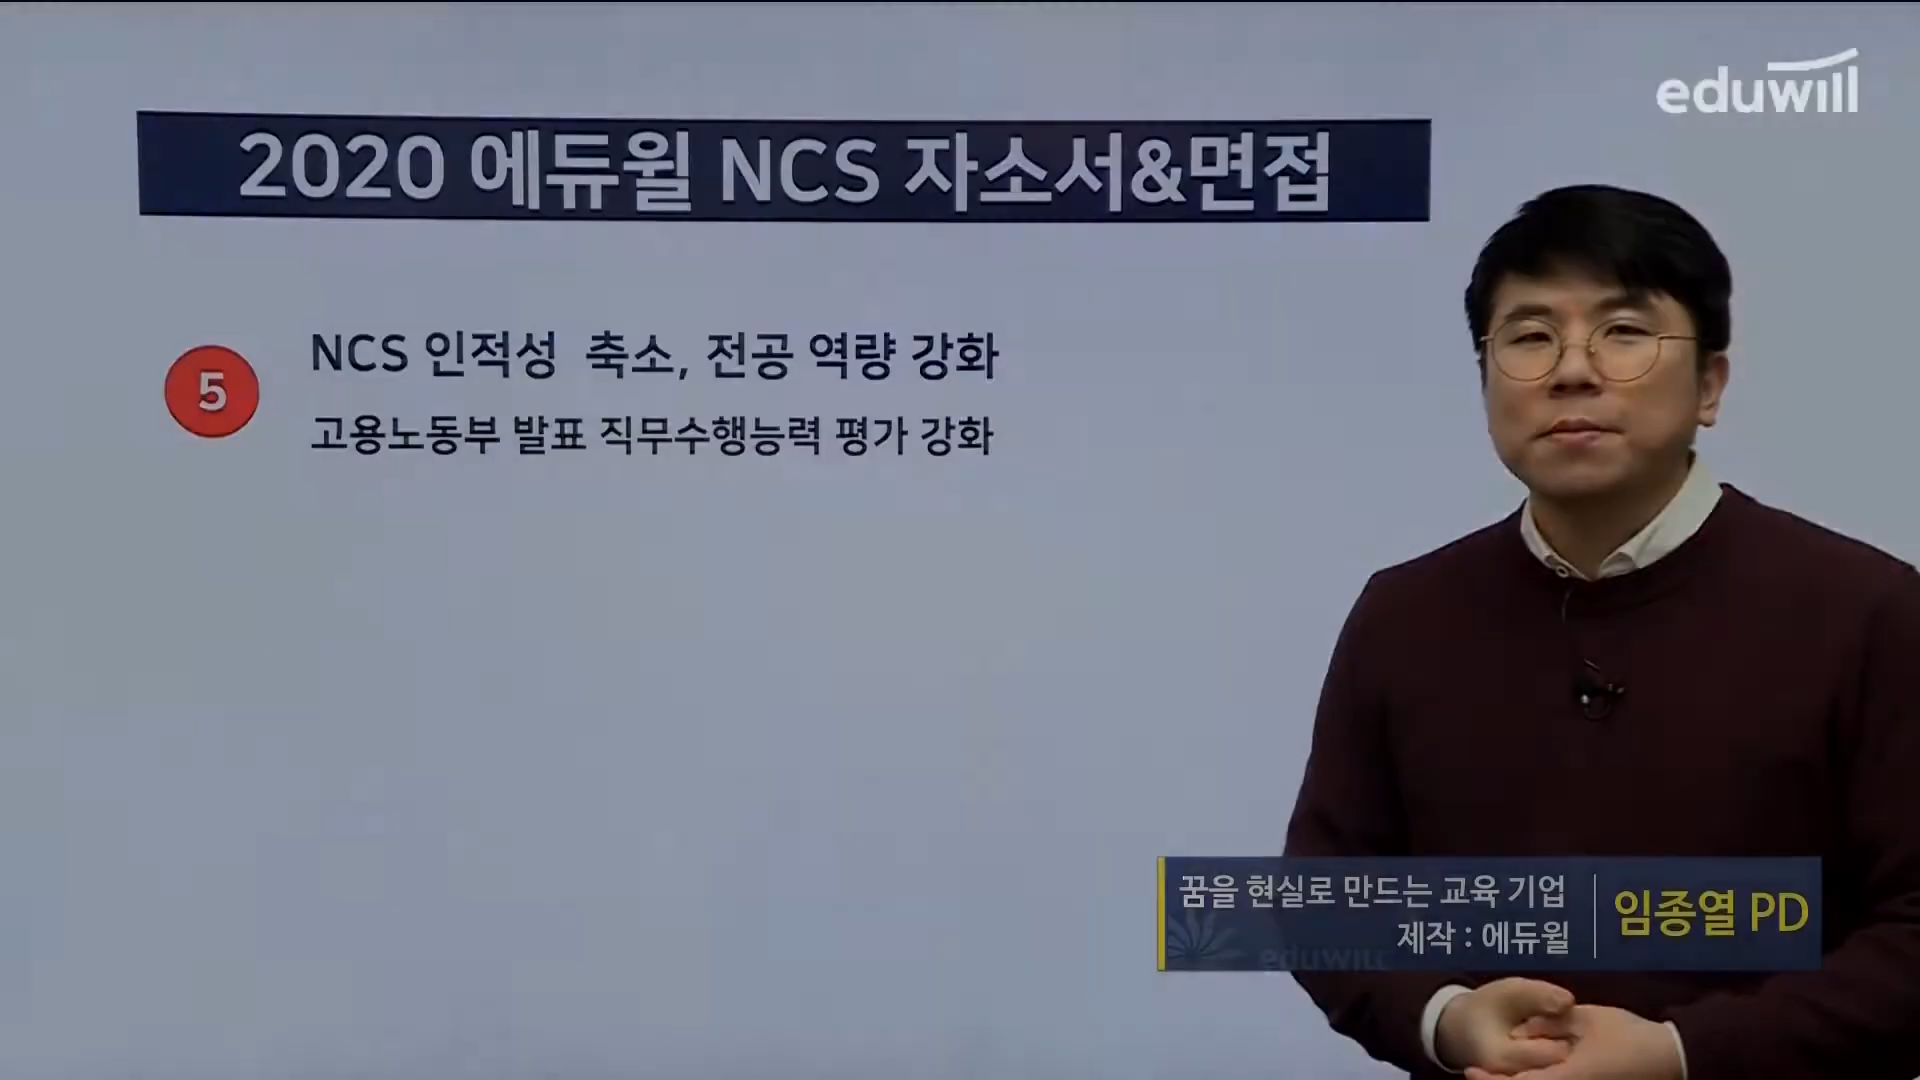 eduwill
2020 에듀윌 NCS 자소서&면접
5
NCS 인적성 축소, 전공 역량 강화
고용노동부 발표 직무수행능력 평가 강화
꿈을 현실로 만드는 교육 기업
제작 : 에듀윌
임종열 PD
eduwill